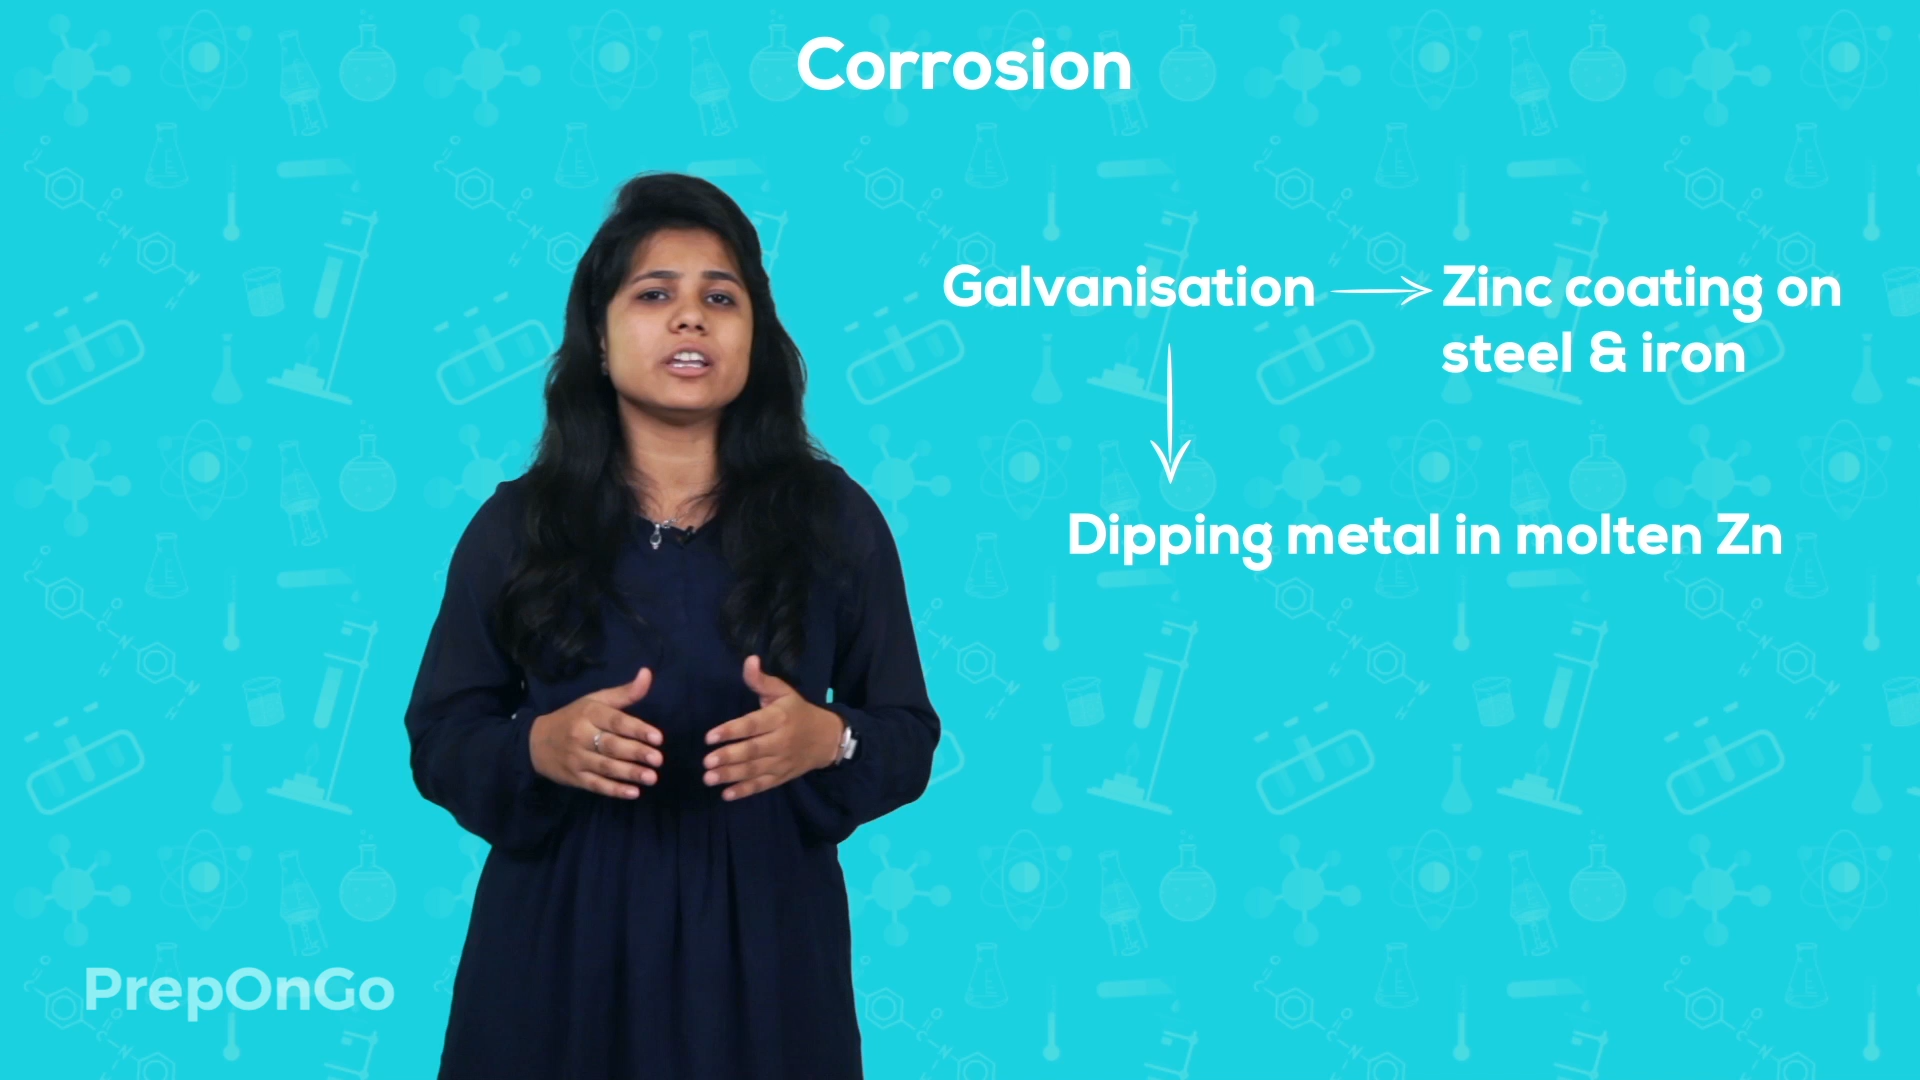 Corrosion
Galvanisation → Zinc coating on
steel & iron
Dipping metal in molten Zn
PrepOnGo